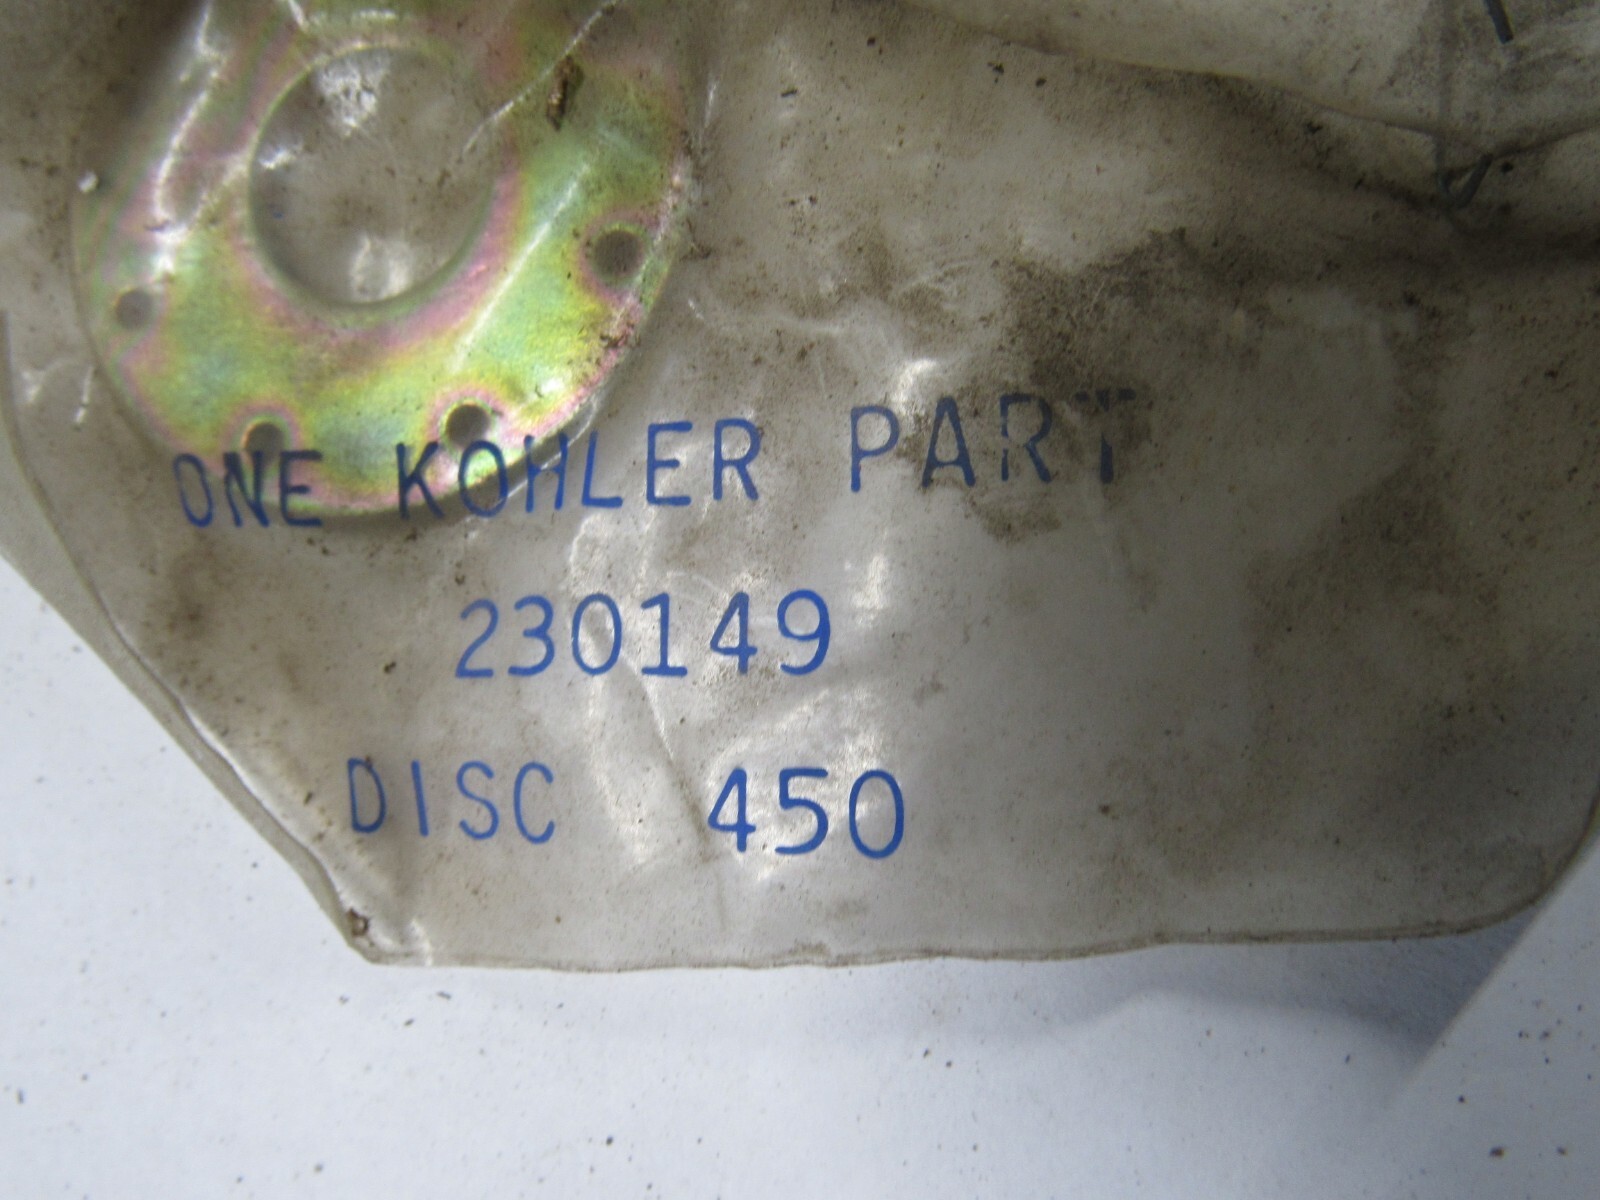 ONE KOHLER PART
230149
DISC 450